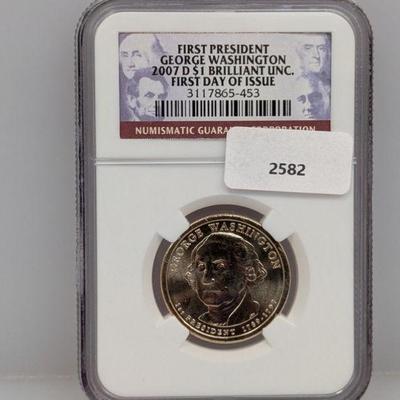 FIRST PRESIDENT
GEORGE WASHINGTON
2007 D $1 BRILLIANT UNC.
FIRST DAY OF ISSUE
3117865-453
NUMISMATIC GUARANTY CORPORATION
2582
GEORGE WASHINGTON
1st PRESIDENT 1789-1797